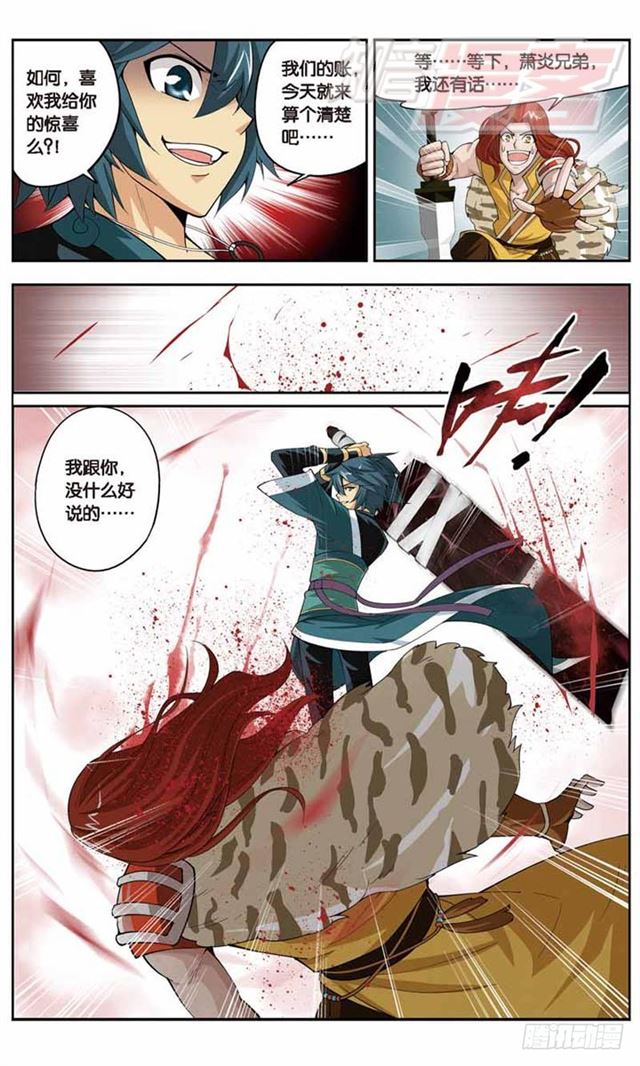 如何，喜
欢我给你
的惊喜
么？！
我们的账，
今天就来
算个清楚
吧……
等……等下，萧炎兄弟，
我还有话……
咔！
我跟你，
没什么好
说的……
腾讯动漫